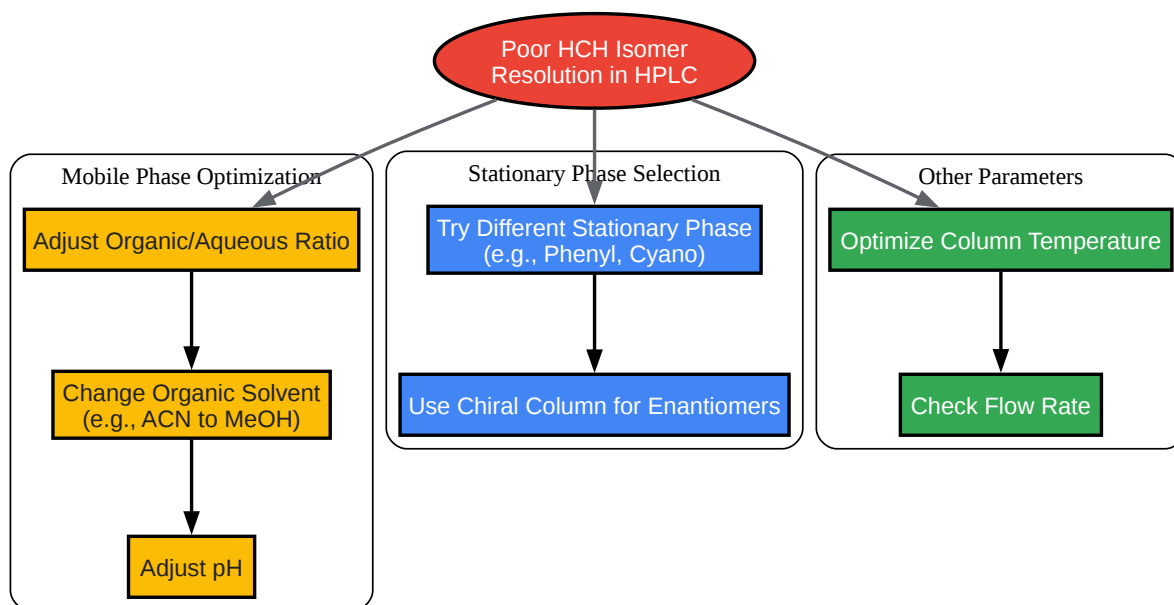 Poor HCH Isomer
Resolution in HPLC
Mobile Phase Optimization
Adjust Organic/Aqueous Ratio
Change Organic Solvent
(e.g., ACN to MeOH)
Adjust pH
Stationary Phase Selection
Try Different Stationary Phase
(e.g., Phenyl, Cyano)
Use Chiral Column for Enantiomers
Other Parameters
Optimize Column Temperature
Check Flow Rate